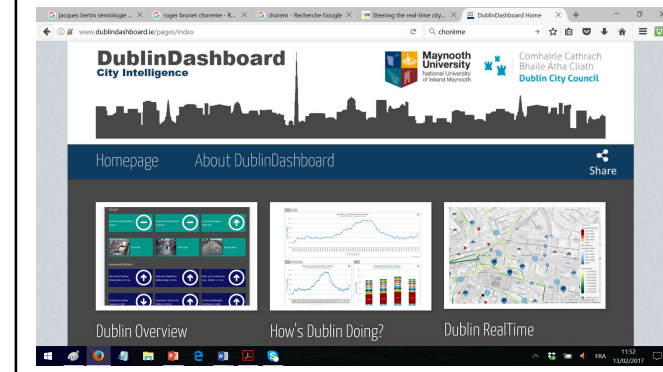 jacques bertin sémiologie ...
roger brunet choreme - R...
chorem - Recherche Google
Steering the real-time city...
DublinDashboard Home
www.dublindashboard.ie/pages/index
chorème
DublinDashboard
City Intelligence
Maynooth
University
National University
of Ireland Maynooth
Comhairle Cathrach
Bhaile Átha Cliath
Dublin City Council
Homepage
About DublinDashboard
Share
Dublin Overview
How's Dublin Doing?
Dublin RealTime
FRA
11:52
13/02/2017